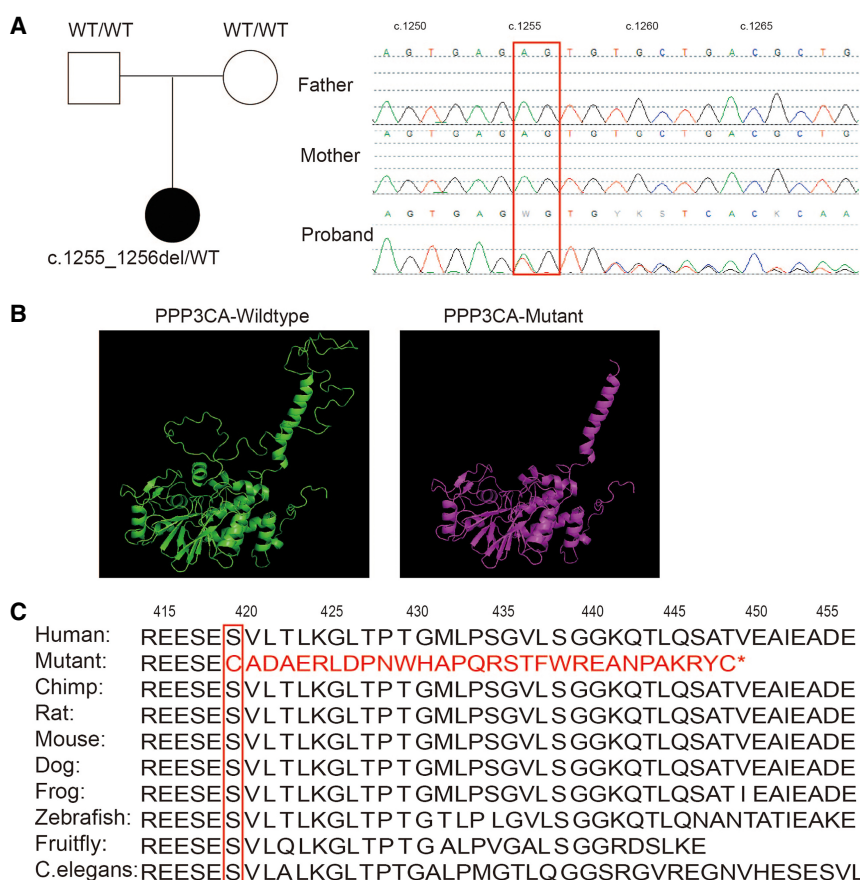 A
WT/WT WT/WT
c.1255_1256del/WT
c.1250 c.1255 c.1260 c.1265
A G T G A G A G T G T G C T G A C G C T G
Father
A G T G A G A G T G T G C T G A C G C T G
Mother
A G T G A G W G T G Y K S T C A C K C A A
Proband
B
PPP3CA-Wildtype PPP3CA-Mutant
C
415 420 425 430 435 440 445 450 455
Human: REESESVLTLKGLTPTGMLPSGVLSGGKQTLQSATVEAIEADE
Mutant: REESECADAERLDPNWHAPQRSTFWREANPAKRYC*
Chimp: REESESVLTLKGLTPTGMLPSGVLSGGKQTLQSATVEAIEADE
Rat: REESESVLTLKGLTPTGMLPSGVLSGGKQTLQSATVEAIEADE
Mouse: REESESVLTLKGLTPTGMLPSGVLSGGKQTLQSATVEAIEADE
Dog: REESESVLTLKGLTPTGMLPSGVLSGGKQTLQSATVEAIEADE
Frog: REESESVLTLKGLTPTGMLPSGVLSGGKQTLQSATIEAIEADE
Zebrafish: REESESVLTLKGLTPTGTLPLGVLSGGKQTLQNANTATIEAKE
Fruitfly: REESESVLQLKGLTPTGALPVGALSGGRDSLKE
C.elegans: REESESVLALKGLTPTGALPMGTLQGGSRGVREGNVHESESVL